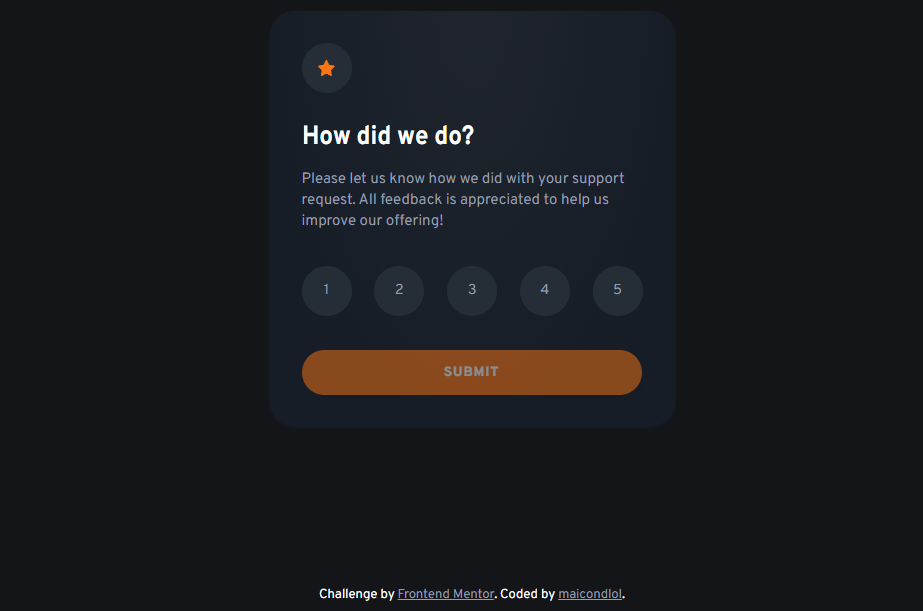 How did we do?
Please let us know how we did with your support
request. All feedback is appreciated to help us
improve our offering!
1 2 3 4 5
SUBMIT
Challenge by Frontend Mentor. Coded by maicondlol.